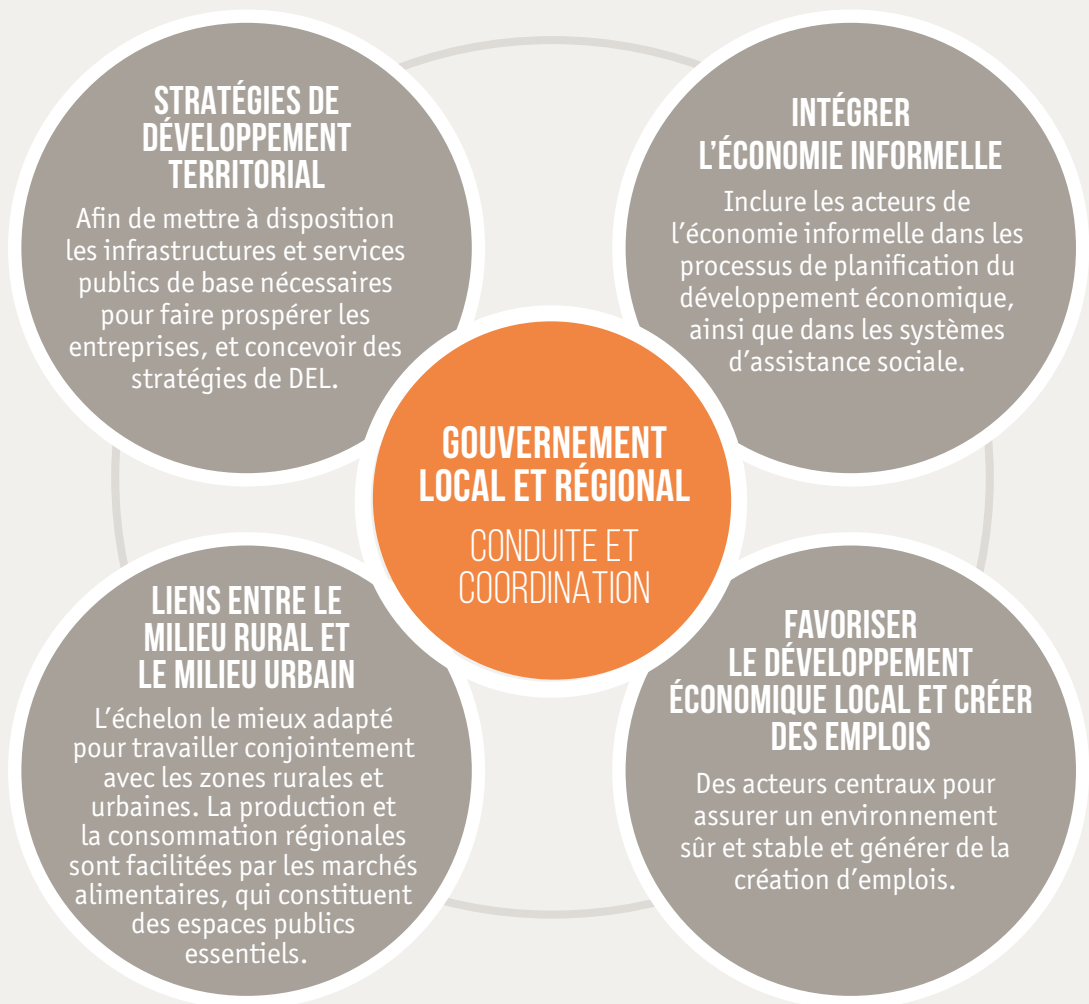 STRATÉGIES DE
DÉVELOPPEMENT
TERRITORIAL
Afin de mettre à disposition
les infrastructures et services
publics de base nécessaires
pour faire prospérer les
entreprises, et concevoir des
stratégies de DEL.
INTÉGRER
L'ÉCONOMIE INFORMELLE
Inclure les acteurs de
l'économie informelle dans les
processus de planification du
développement économique,
ainsi que dans les systèmes
d'assistance sociale.
GOUVERNEMENT
LOCAL ET RÉGIONAL
CONDUITE ET
COORDINATION
LIENS ENTRE LE
MILIEU RURAL ET
LE MILIEU URBAIN
L'échelon le mieux adapté
pour travailler conjointement
avec les zones rurales et
urbaines. La production et
la consommation régionales
sont facilitées par les marchés
alimentaires, qui constituent
des espaces publics
essentiels.
FAVORISER
LE DÉVELOPPEMENT
ÉCONOMIQUE LOCAL ET CRÉER
DES EMPLOIS
Des acteurs centraux pour
assurer un environnement
sûr et stable et générer de la
création d'emplois.